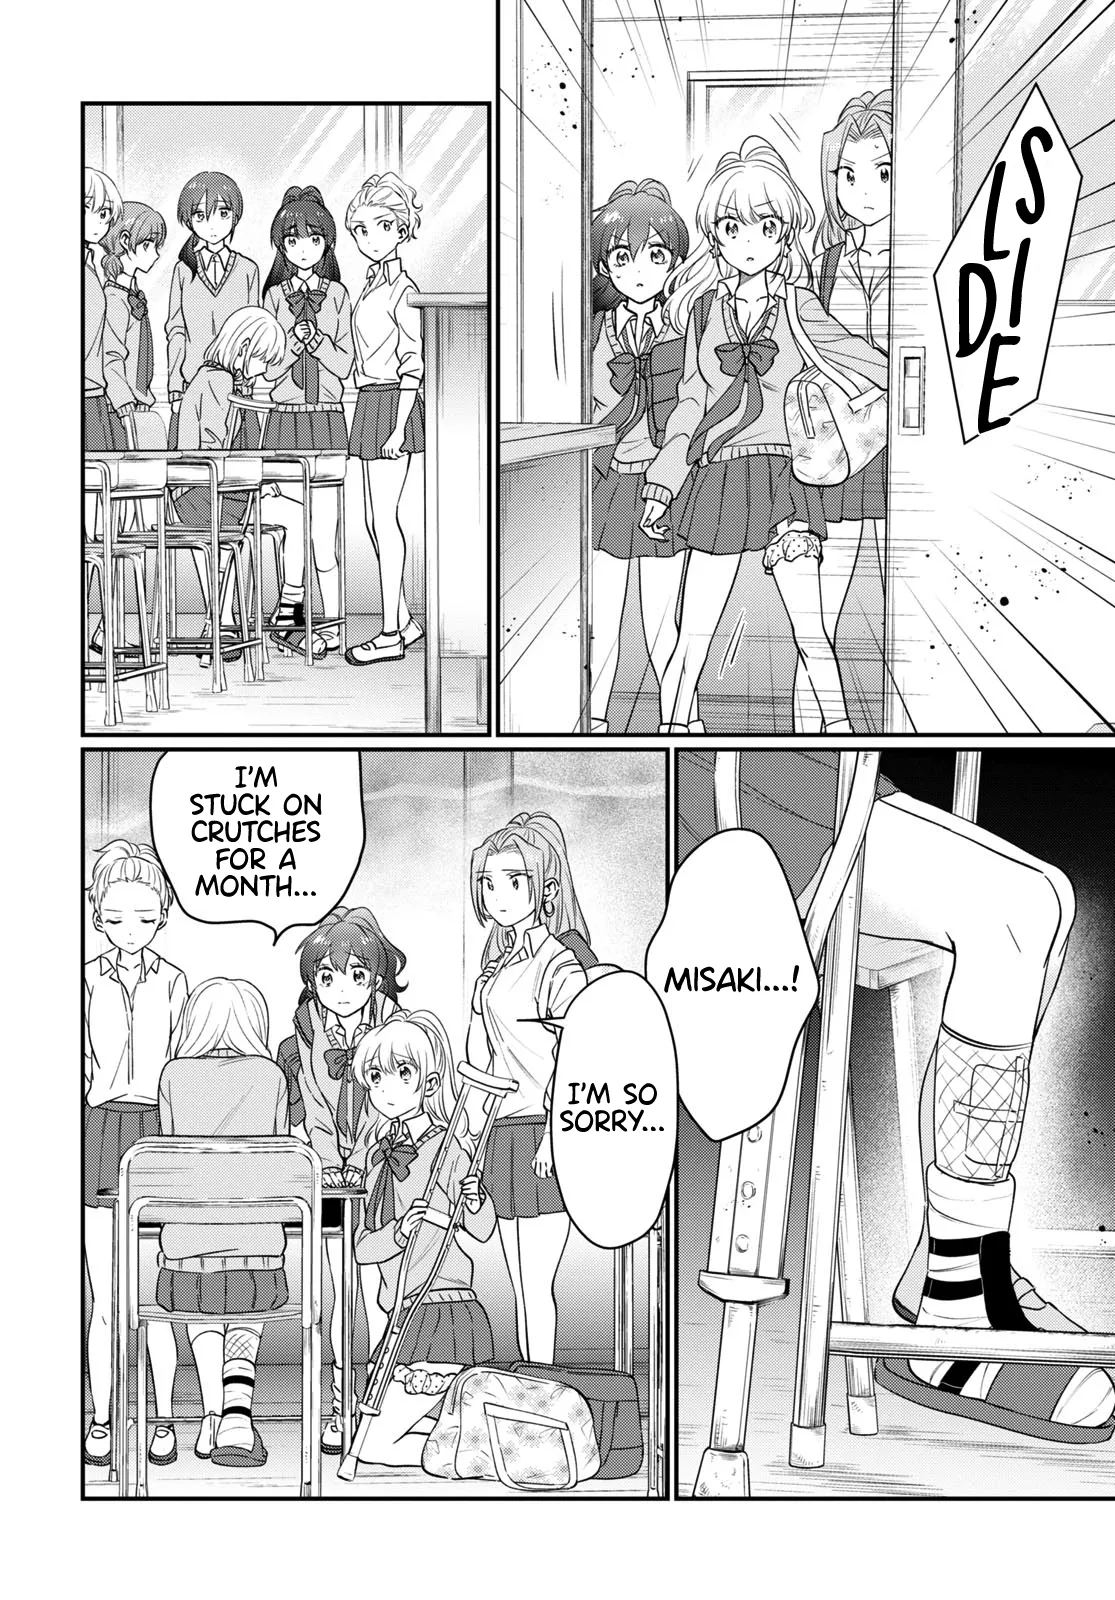 SLIDE
MISAKI...!
I'M SO
SORRY...
I'M
STUCK ON
CRUTCHES
FOR A
MONTH...